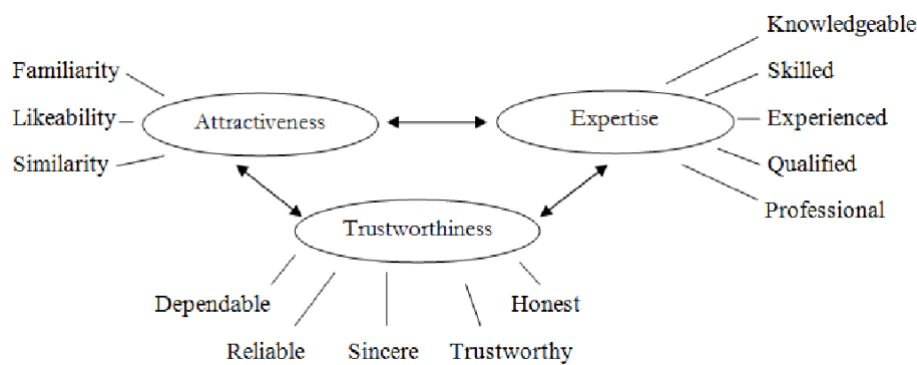 Knowledgeable
Familiarity
Skilled
Likeability
Attractiveness
Expertise
Experienced
Similarity
Qualified
Professional
Trustworthiness
Dependable
Honest
Reliable
Sincere
Trustworthy